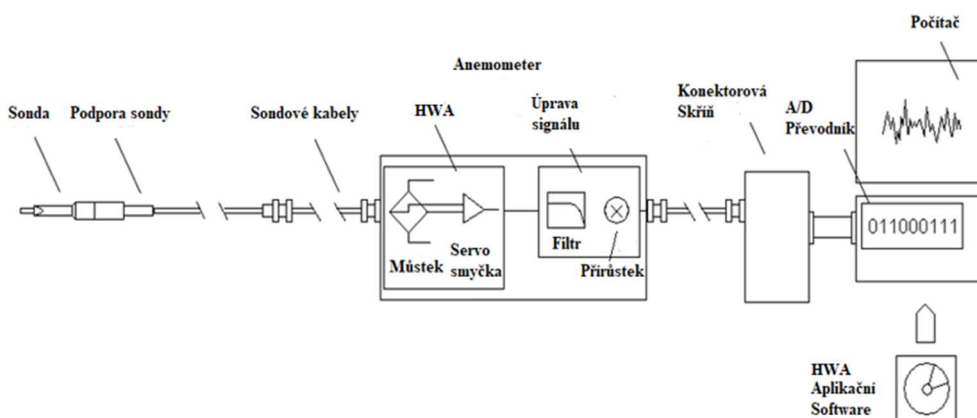 Počítač
Anemometer
Sonda
Podpora sondy
Sondové kabely
HWA
Úprava
signálu
Konektorová
Skříň
A/D
Převodník
Můstek
Servo
smyčka
Filtr
Přírůstek
011000111
HWA
Aplikační
Software